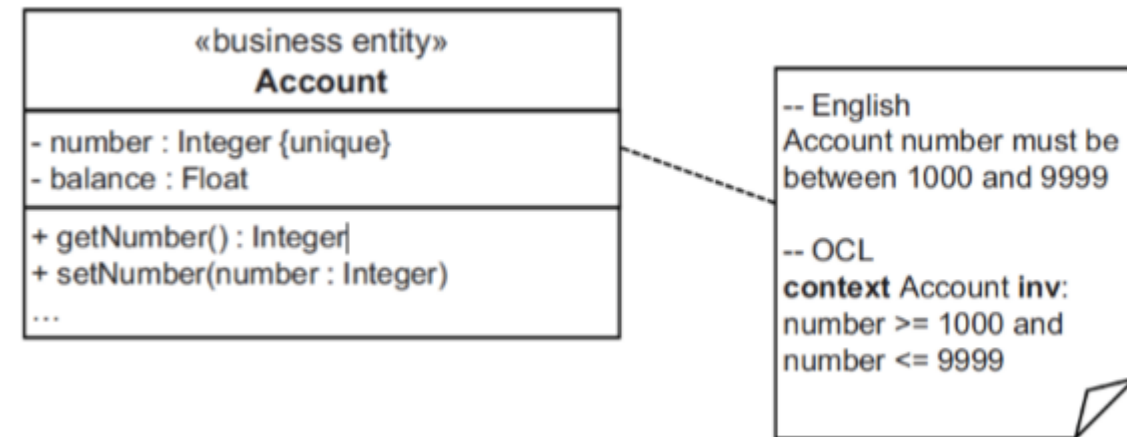 «business entity»
Account
- number : Integer {unique}
- balance : Float
+ getNumber() : Integer
+ setNumber(number : Integer)
...
-- English
Account number must be
between 1000 and 9999
-- OCL
context Account inv:
number >= 1000 and
number <= 9999